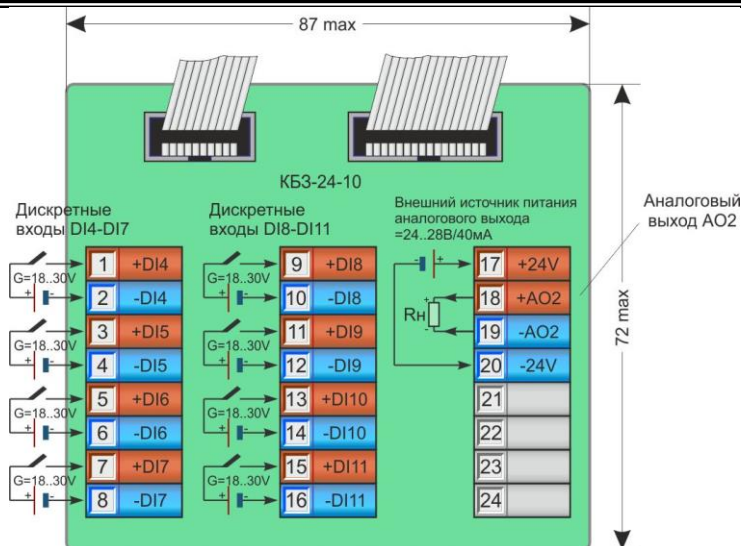 87 max
КБЗ-24-10
Дискретные
входы DI4-DI7
Дискретные
входы DI8-DI11
Внешний источник питания
аналогового выхода
=24..28В/40мА
Аналоговый
выход АО2
72 max
G=18..30V
+ -
1 +DI4
2 -DI4
G=18..30V
+ -
3 +DI5
4 -DI5
G=18..30V
+ -
5 +DI6
6 -DI6
G=18..30V
+ -
7 +DI7
8 -DI7
G=18..30V
+ -
9 +DI8
10 -DI8
G=18..30V
+ -
11 +DI9
12 -DI9
G=18..30V
+ -
13 +DI10
14 -DI10
G=18..30V
+ -
15 +DI11
16 -DI11
- +
17 +24V
Rн
+
-
18 +AO2
19 -AO2
20 -24V
21
22
23
24